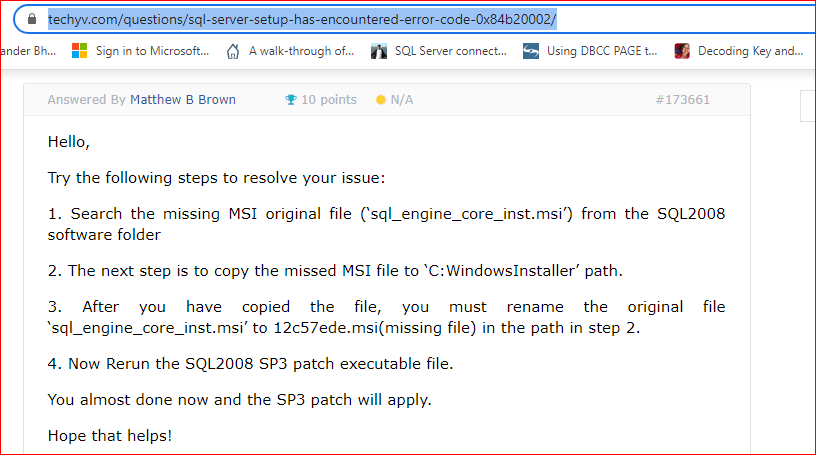 techyv.com/questions/sql-server-setup-has-encountered-error-code-0x84b20002/
ander Bh... Sign in to Microsoft... A walk-through of... SQL Server connect... Using DBCC PAGE t... Decoding Key and...
Answered By Matthew B Brown 10 points N/A #173661
Hello,
Try the following steps to resolve your issue:
1. Search the missing MSI original file (‘sql_engine_core_inst.msi’) from the SQL2008
software folder
2. The next step is to copy the missed MSI file to ‘C:WindowsInstaller’ path.
3. After you have copied the file, you must rename the original file
‘sql_engine_core_inst.msi’ to 12c57ede.msi(missing file) in the path in step 2.
4. Now Rerun the SQL2008 SP3 patch executable file.
You almost done now and the SP3 patch will apply.
Hope that helps!